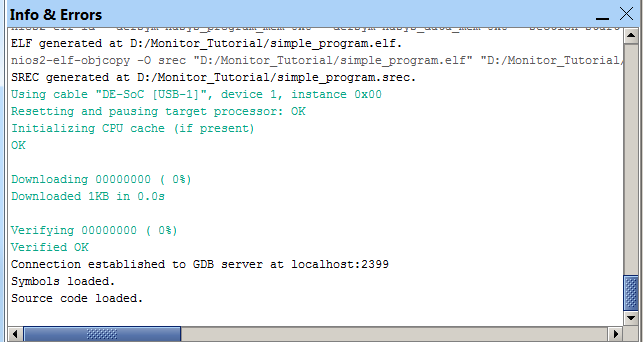 Info & Errors
ELF generated at D:/Monitor_Tutorial/simple_program.elf.
nios2-elf-objcopy -O srec "D:/Monitor_Tutorial/simple_program.elf" "D:/Monitor_Tutorial/
SREC generated at D:/Monitor_Tutorial/simple_program.srec.
Using cable "DE-SoC [USB-1]", device 1, instance 0x00
Resetting and pausing target processor: OK
Initializing CPU cache (if present)
OK
Downloading 00000000 ( 0%)
Downloaded 1KB in 0.0s
Verifying 00000000 ( 0%)
Verified OK
Connection established to GDB server at localhost:2399
Symbols loaded.
Source code loaded.